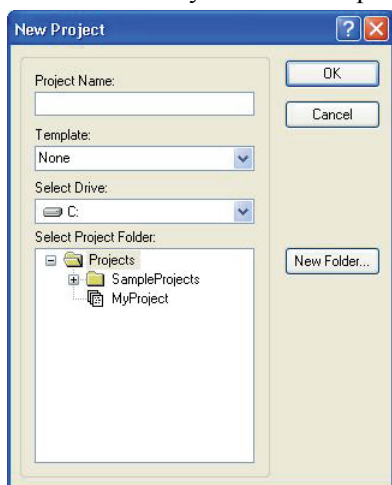 New Project
Project Name:
OK
Cancel
Template:
None
Select Drive:
C:
Select Project Folder:
Projects
SampleProjects
MyProject
New Folder...